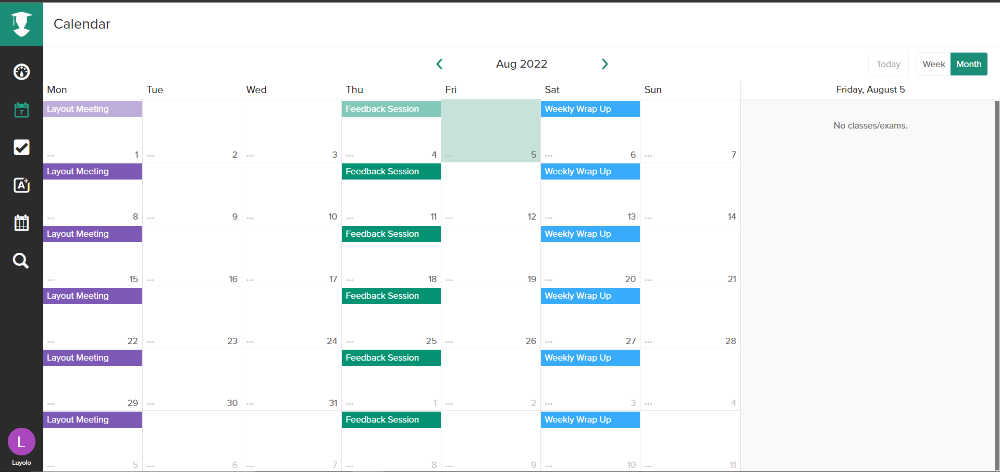 Calendar
Aug 2022
Today Week Month
Mon Tue Wed Thu Fri Sat Sun Friday, August 5
Layout Meeting Feedback Session Weekly Wrap Up
No classes/exams.
... 1 ... 2 ... 3 ... 4 ... 5 ... 6 ... 7
Layout Meeting Feedback Session Weekly Wrap Up
... 8 ... 9 ... 10 ... 11 ... 12 ... 13 ... 14
Layout Meeting Feedback Session Weekly Wrap Up
... 15 ... 16 ... 17 ... 18 ... 19 ... 20 ... 21
Layout Meeting Feedback Session Weekly Wrap Up
... 22 ... 23 ... 24 ... 25 ... 26 ... 27 ... 28
Layout Meeting Feedback Session Weekly Wrap Up
... 29 ... 30 ... 31 ... 1 ... 2 ... 3 ... 4
Layout Meeting Feedback Session Weekly Wrap Up
... 5 ... 6 ... 7 ... 8 ... 9 ... 10 ... 11
7
A+
L
Luyolo